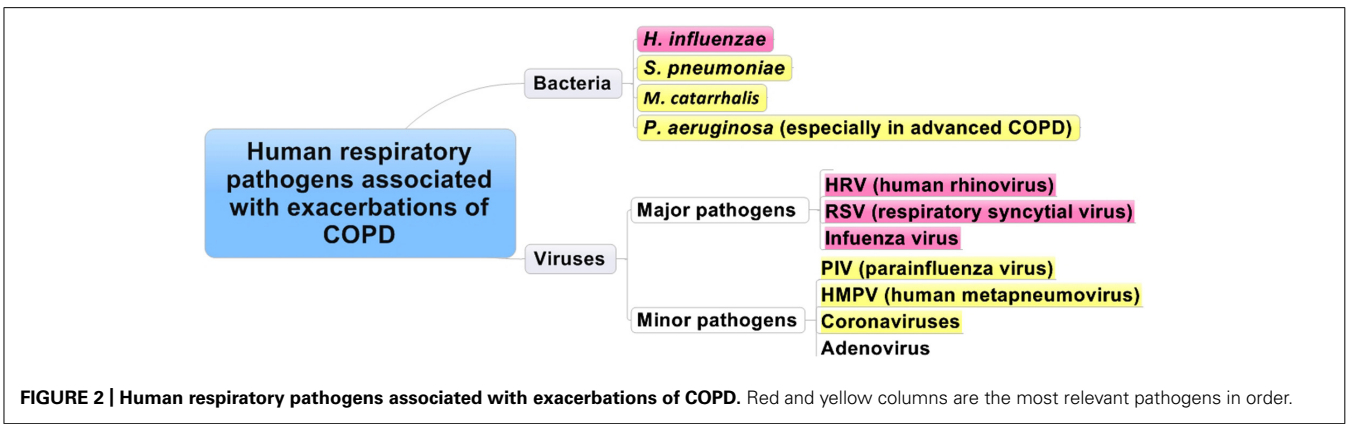 Human respiratory
pathogens associated
with exacerbations of
COPD
Bacteria
H. influenzae
S. pneumoniae
M. catarrhalis
P. aeruginosa (especially in advanced COPD)
Viruses
Major pathogens
HRV (human rhinovirus)
RSV (respiratory syncytial virus)
Infuenza virus
Minor pathogens
PIV (parainfluenza virus)
HMPV (human metapneumovirus)
Coronaviruses
Adenovirus
FIGURE 2 | Human respiratory pathogens associated with exacerbations of COPD. Red and yellow columns are the most relevant pathogens in order.